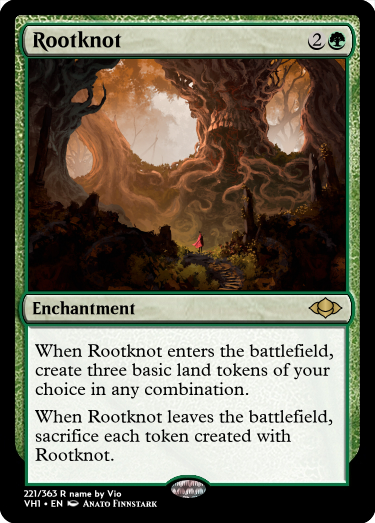 Rootknot 2
Enchantment
When Rootknot enters the battlefield,
create three basic land tokens of your
choice in any combination.
When Rootknot leaves the battlefield,
sacrifice each token created with
Rootknot.
221/363 R name by Vio
VH1 • EN Anato Finnstark